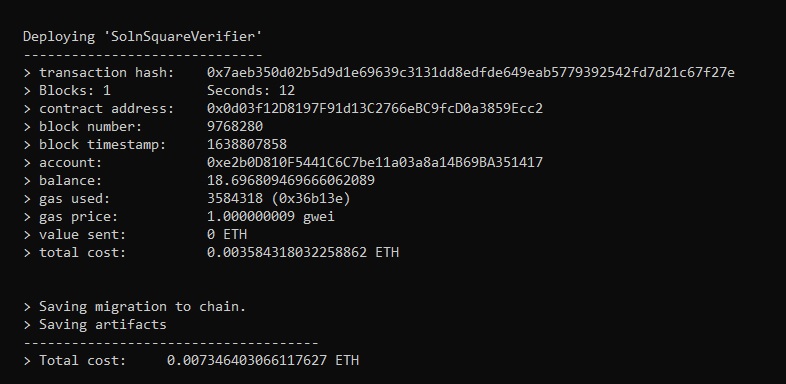 Deploying 'SolnSquareVerifier'
------------------------------
> transaction hash:    0x7aeb350d02b5d9d1e69639c3131dd8edfde649eab5779392542fd7d21c67f27e
> Blocks: 1            Seconds: 12
> contract address:    0x0d03f12D8197F91d13C2766eBC9fcD0a3859Ecc2
> block number:        9768280
> block timestamp:     1638807858
> account:             0xe2b0D810F5441C6C7be11a03a8a14B69BA351417
> balance:             18.696809469666062089
> gas used:            3584318 (0x36b13e)
> gas price:           1.000000009 gwei
> value sent:          0 ETH
> total cost:          0.003584318032258862 ETH
> Saving migration to chain.
> Saving artifacts
-------------------------------------
> Total cost:     0.007346403066117627 ETH